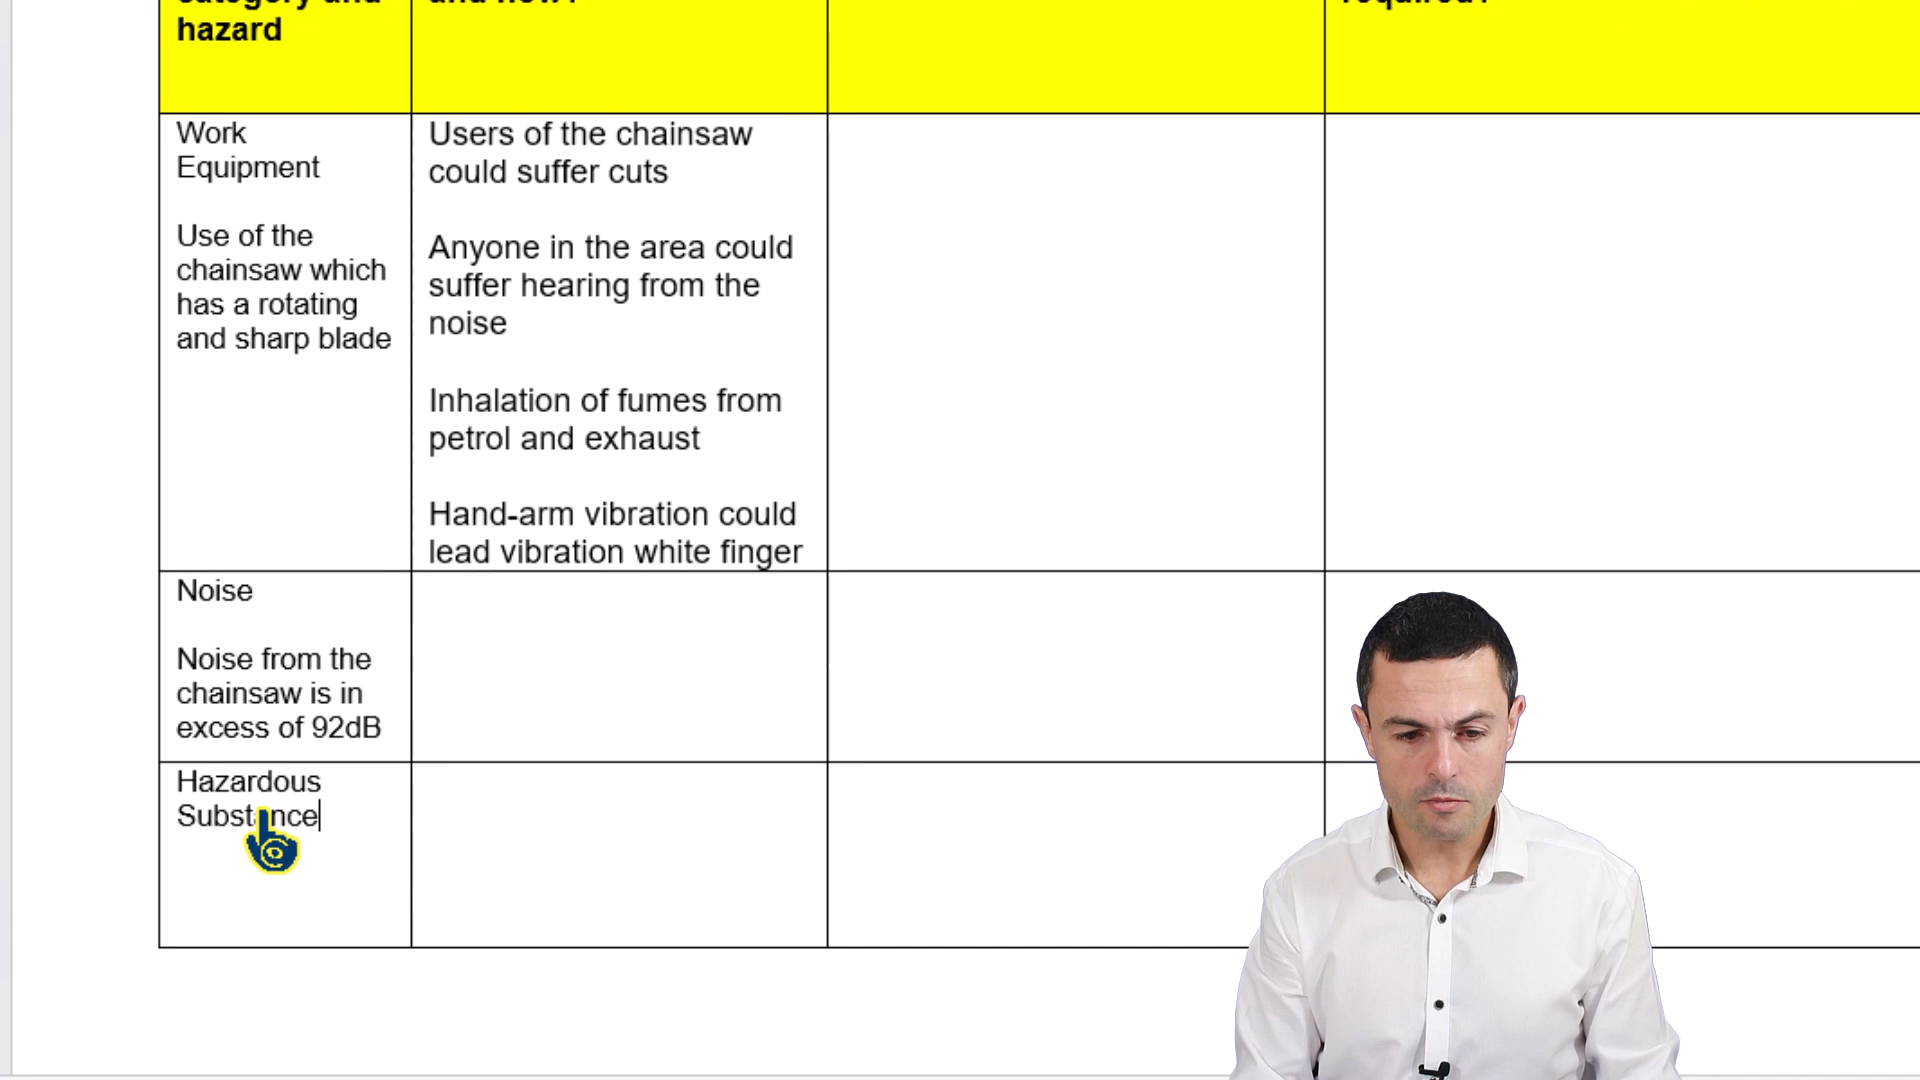 hazard
Work
Equipment
Use of the
chainsaw which
has a rotating
and sharp blade
Users of the chainsaw
could suffer cuts
Anyone in the area could
suffer hearing from the
noise
Inhalation of fumes from
petrol and exhaust
Hand-arm vibration could
lead vibration white finger
Noise
Noise from the
chainsaw is in
excess of 92dB
Hazardous
Substance